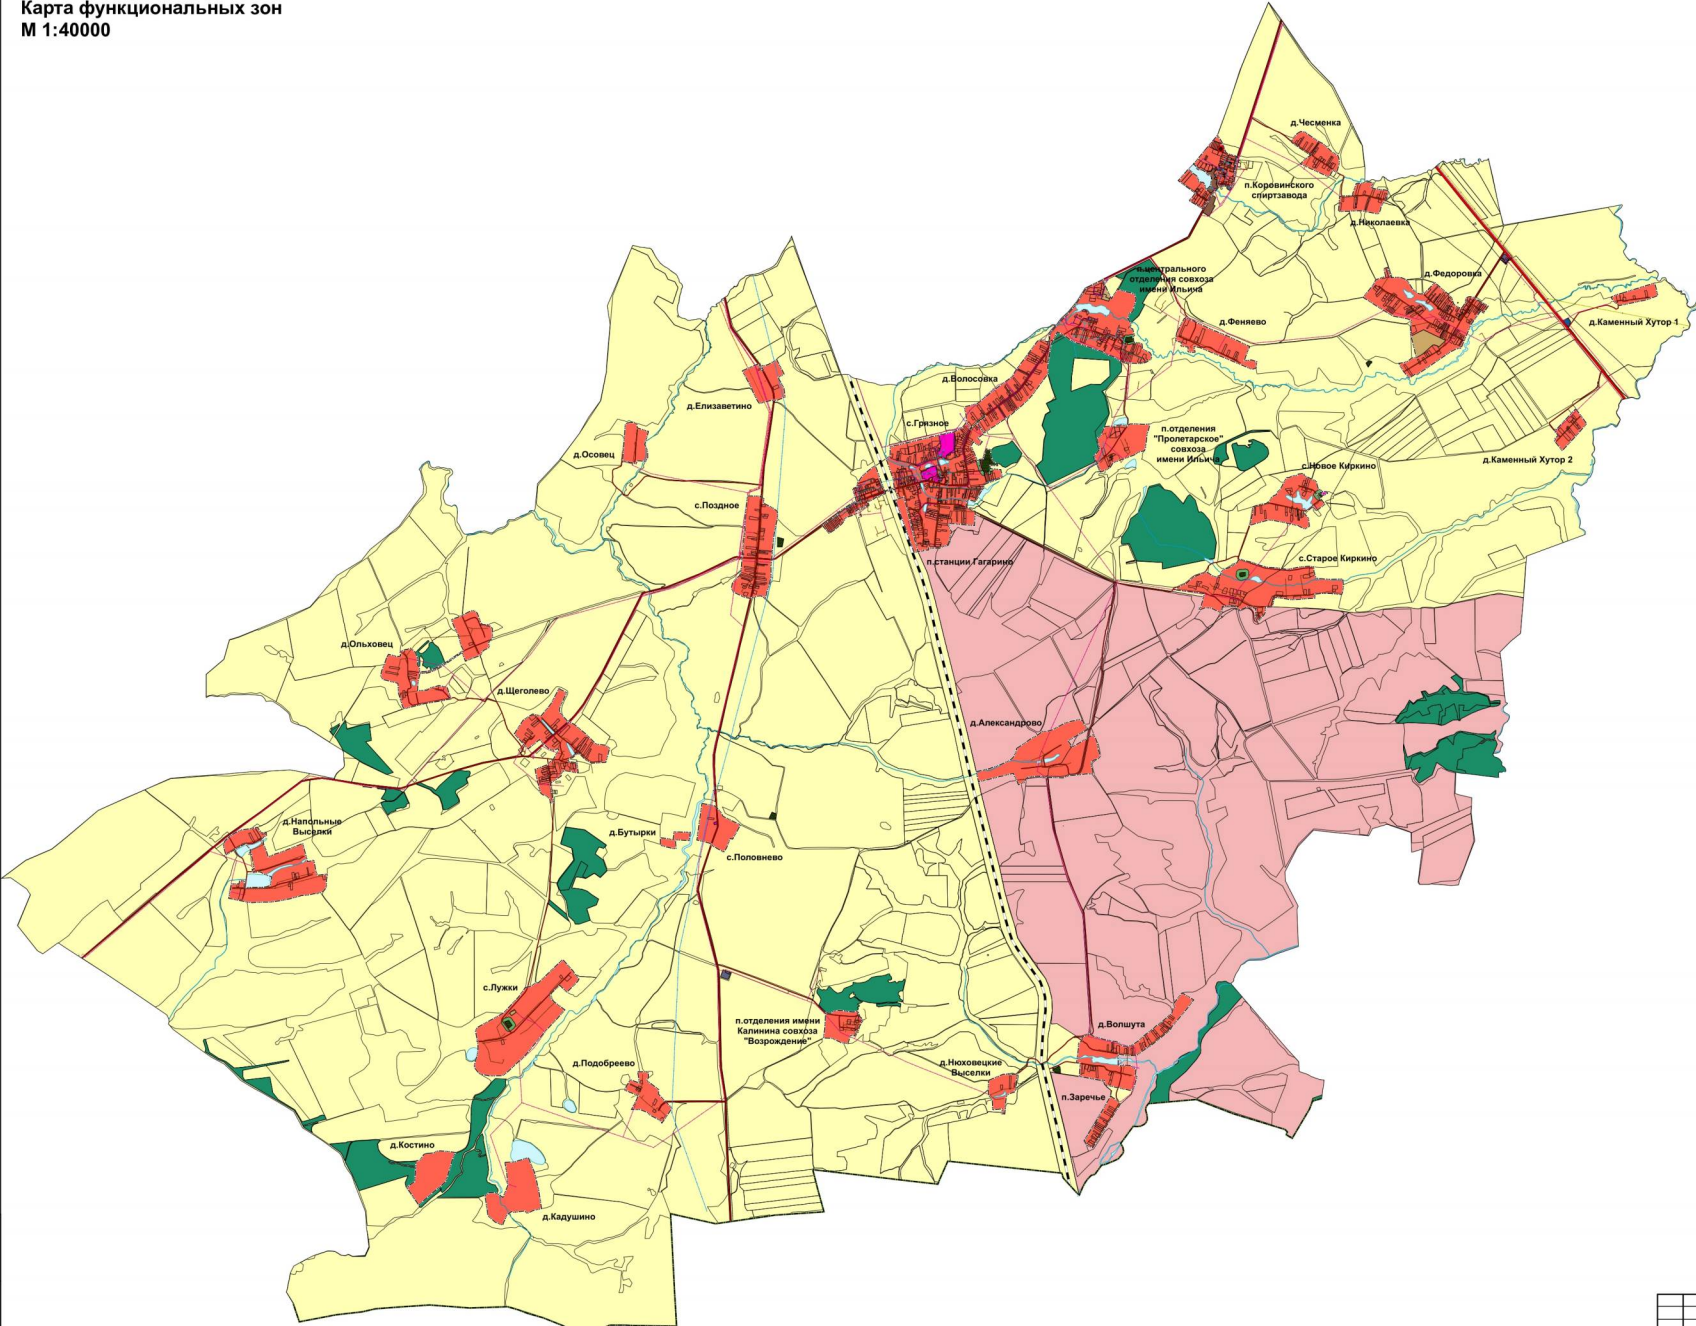 Карта функциональных зон
М 1:40000
д.Чесменка
п.Коровинского
спиртзавода
д.Николаевка
п.центрального
отделения совхоза
имени Ильича
д.Федоровка
д.Феняево
д.Каменный Хутор 1
д.Волосовка
д.Елизаветино
с.Грязное
п.отделения
"Пролетарское"
совхоза
имени Ильича
д.Осовец
с.Новое Киркино
д.Каменный Хутор 2
с.Поздное
п.станции Гагарино
с.Старое Киркино
д.Ольховец
д.Щеголево
д.Александрово
д.Напольные
Выселки
д.Бутырки
с.Половнево
с.Лужки
п.отделения имени
Калинина совхоза
"Возрождение"
д.Волшута
д.Подобреево
д.Нюховецкие
Выселки
п.Заречье
д.Костино
д.Кадушино